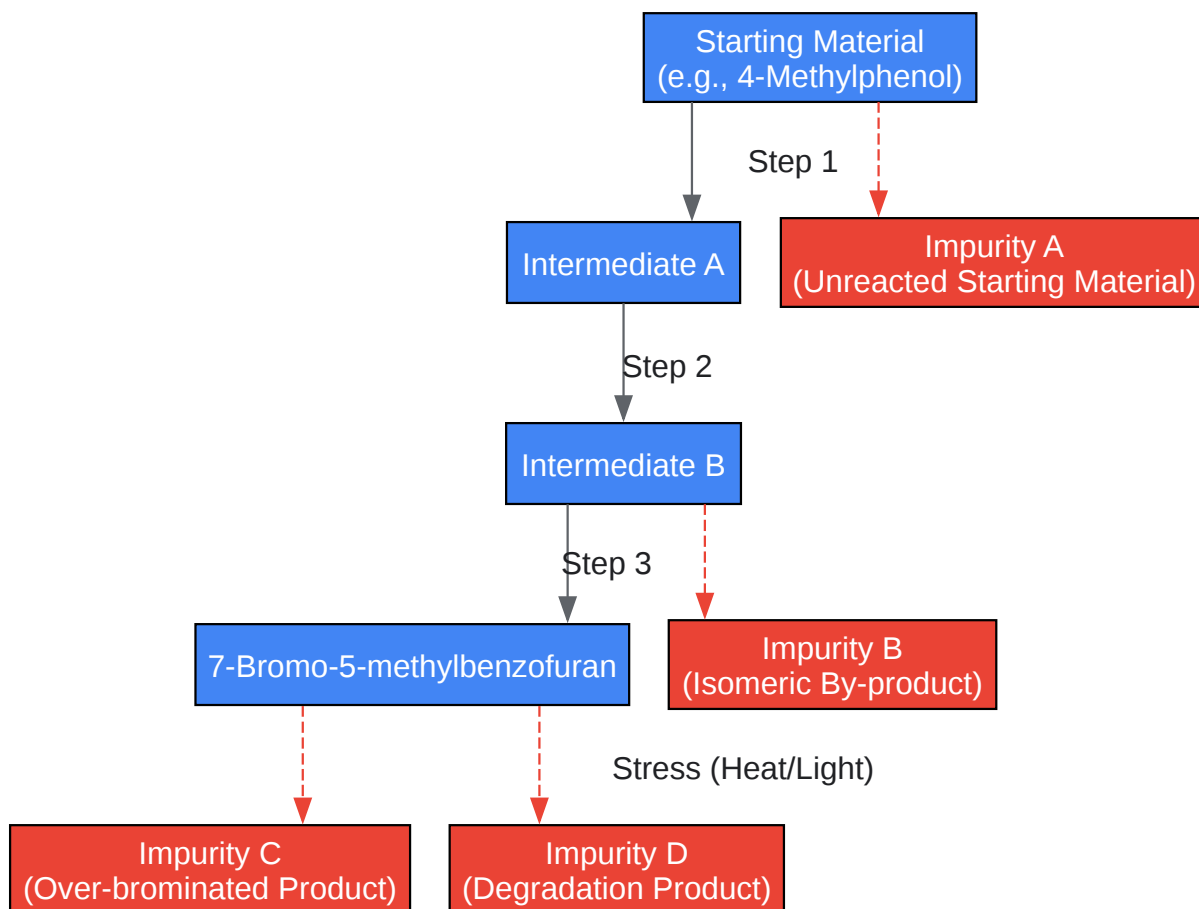 Starting Material
(e.g., 4-Methylphenol)
Step 1
Intermediate A
Impurity A
(Unreacted Starting Material)
Step 2
Intermediate B
Step 3
7-Bromo-5-methylbenzofuran
Impurity B
(Isomeric By-product)
Stress (Heat/Light)
Impurity C
(Over-brominated Product)
Impurity D
(Degradation Product)